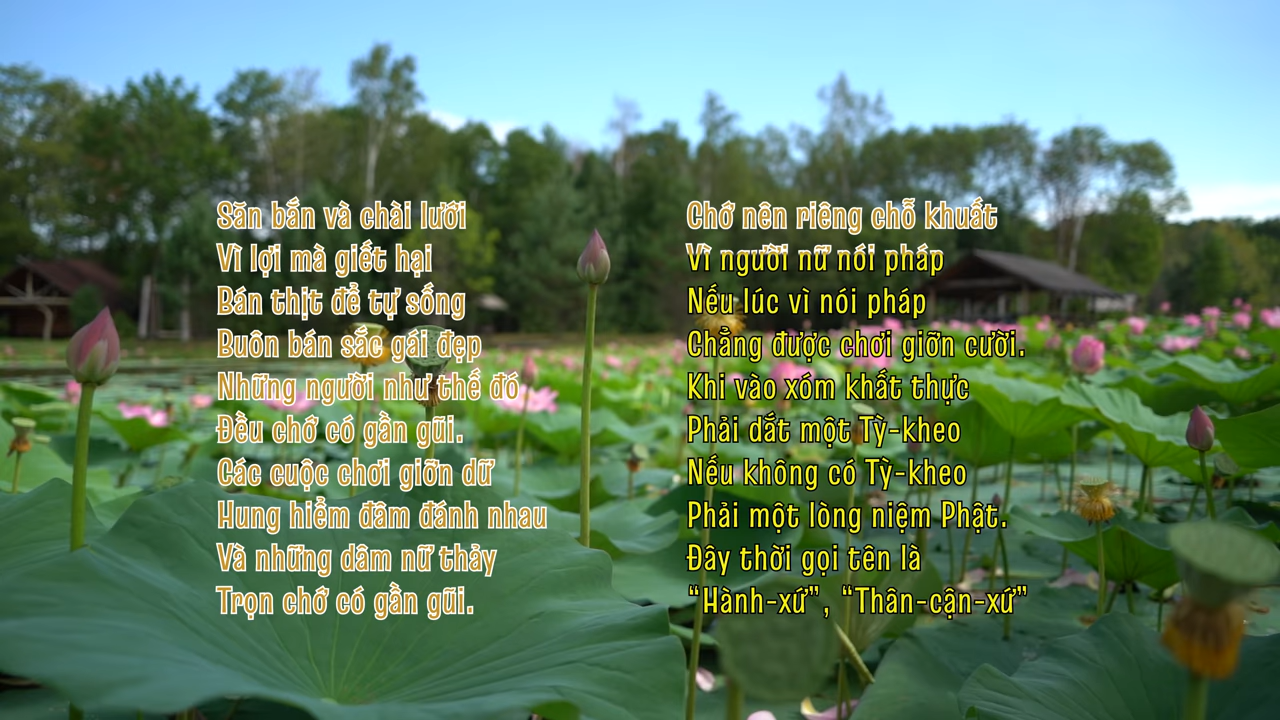 Săn bắn và chài lưới
Vì lợi mà giết hại
Bán thịt để tự sống
Buôn bán sắc gái đẹp
Những người như thế đó
Đều chớ có gần gũi.
Các cuộc chơi giỡn dữ
Hung hiểm đâm đánh nhau
Và những dâm nữ thảy
Trọn chớ có gần gũi.
Chớ nên riêng chỗ khuất
Vì người nữ nói pháp
Nếu lúc vì nói pháp
Chẳng được chơi giỡn cười.
Khi vào xóm khất thực
Phải dắt một Tỳ-kheo
Nếu không có Tỳ-kheo
Phải một lòng niệm Phật.
Đây thời gọi tên là
“Hành-xứ”, “Thân-cận-xứ”